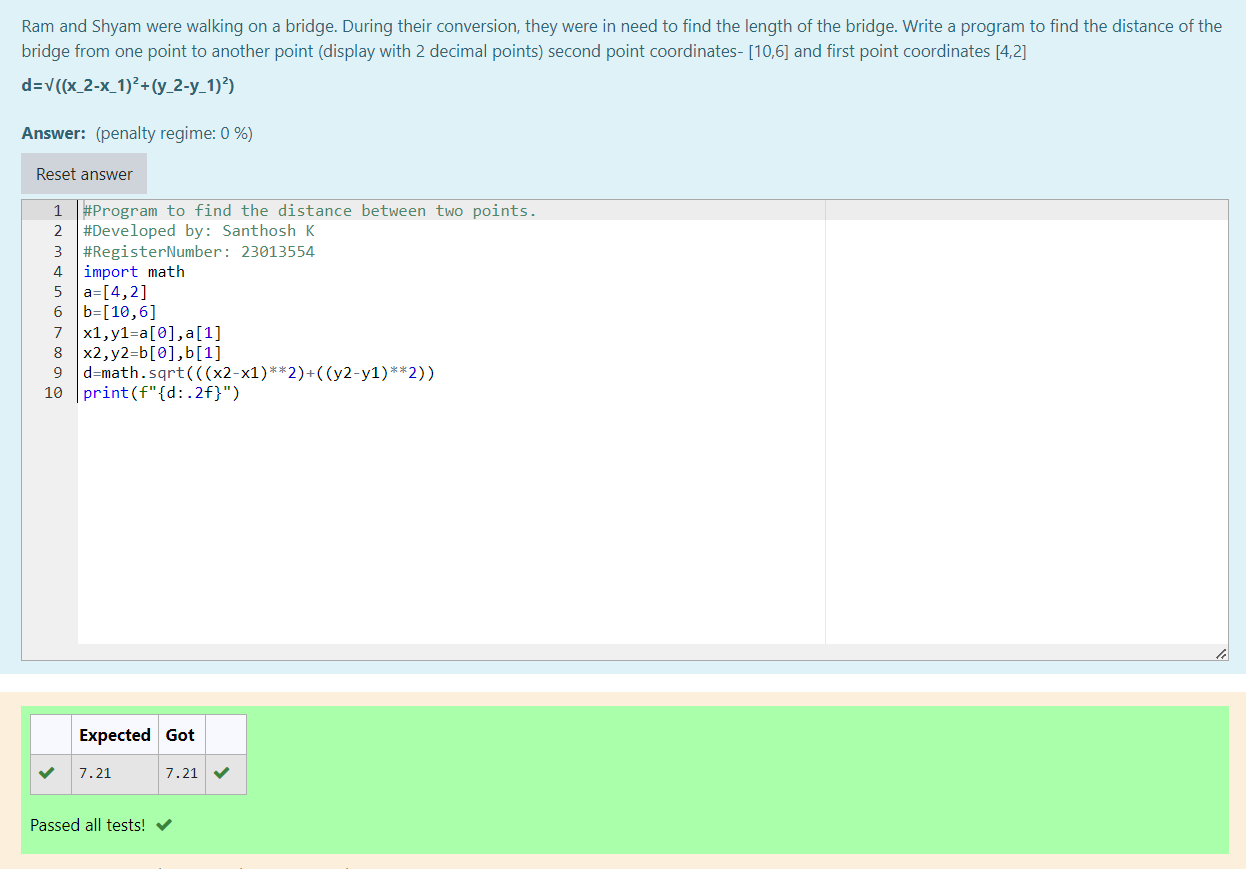 Ram and Shyam were walking on a bridge. During their conversion, they were in need to find the length of the bridge. Write a program to find the distance of the
bridge from one point to another point (display with 2 decimal points) second point coordinates- [10,6] and first point coordinates [4,2]
d=√((x_2-x_1)²+(y_2-y_1)²)
Answer: (penalty regime: 0 %)
Reset answer
1 #Program to find the distance between two points.
2 #Developed by: Santhosh K
3 #RegisterNumber: 23013554
4 import math
5 a=[4,2]
6 b=[10,6]
7 x1,y1=a[0],a[1]
8 x2,y2=b[0],b[1]
9 d=math.sqrt(((x2-x1)**2)+((y2-y1)**2))
10 print(f"{d:.2f}")
Expected Got
7.21 7.21
Passed all tests!